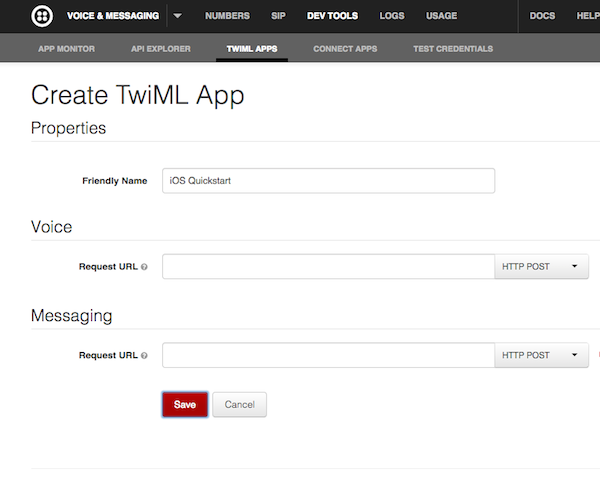 VOICE & MESSAGING NUMBERS SIP DEV TOOLS LOGS USAGE DOCS HELP
APP MONITOR API EXPLORER TWIML APPS CONNECT APPS TEST CREDENTIALS
Create TwiML App
Properties
Friendly Name iOS Quickstart
Voice
Request URL ? HTTP POST
Messaging
Request URL ? HTTP POST
Save Cancel